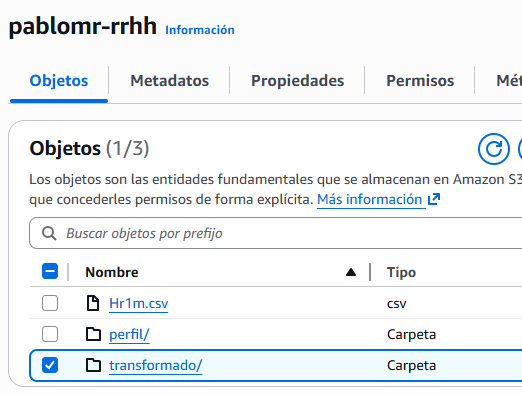 pablomr-rrhh Información
Objetos Metadatos Propiedades Permisos
Objetos (1/3)
Los objetos son las entidades fundamentales que se almacenan en Amazon S3
que concederles permisos de forma explícita. Más información
Buscar objetos por prefijo
Nombre Tipo
Hr1m.csv csv
perfil/ Carpeta
transformado/ Carpeta